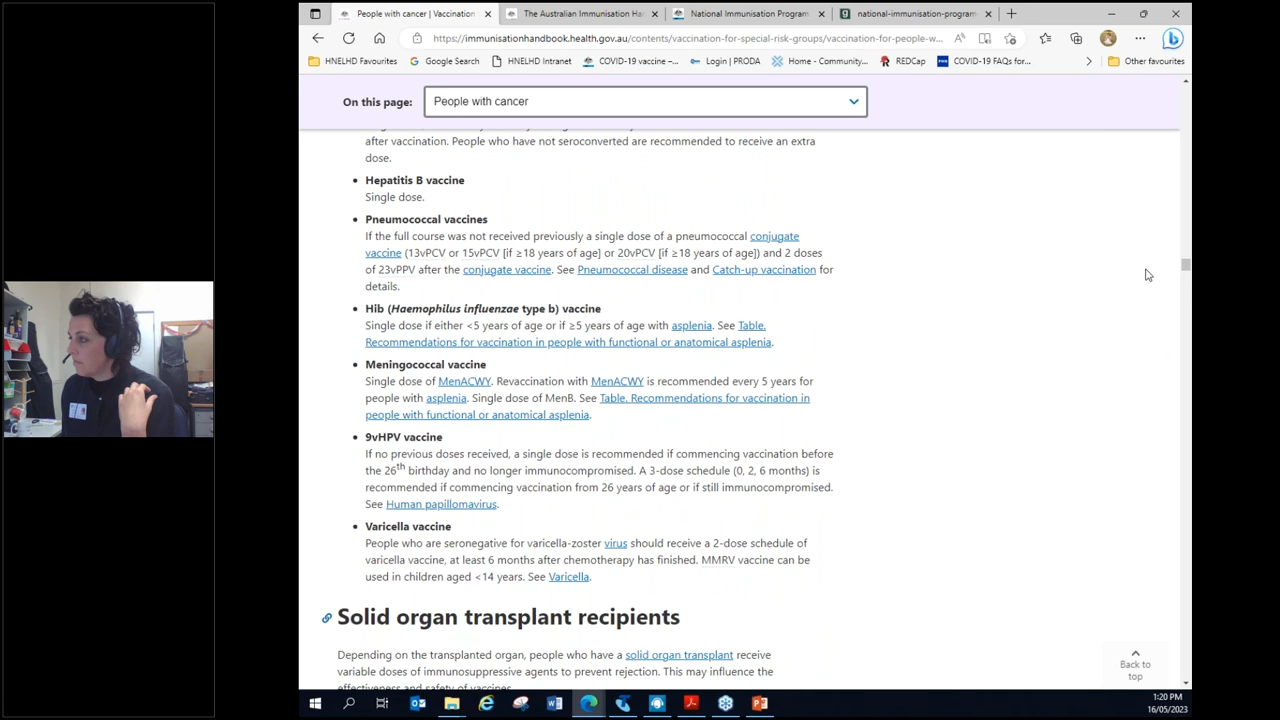 People with cancer | Vaccination
The Australian Immunisation Ha
National Immunisation Program
national-immunisation-program
https://immunisationhandbook.health.gov.au/contents/vaccination-for-special-risk-groups/vaccination-for-people-w...
HNELHD Favourites
Google Search
HNELHD Intranet
COVID-19 vaccine –...
Login | PRODA
Home - Community...
REDCap
COVID-19 FAQs for...
Other favourites
On this page:
People with cancer
after vaccination. People who have not seroconverted are recommended to receive an extra
dose.
• Hepatitis B vaccine
Single dose.
• Pneumococcal vaccines
If the full course was not received previously a single dose of a pneumococcal conjugate
vaccine (13vPCV or 15vPCV [if ≥18 years of age] or 20vPCV [if ≥18 years of age]) and 2 doses
of 23vPPV after the conjugate vaccine. See Pneumococcal disease and Catch-up vaccination for
details.
• Hib (Haemophilus influenzae type b) vaccine
Single dose if either <5 years of age or if ≥5 years of age with asplenia. See Table.
Recommendations for vaccination in people with functional or anatomical asplenia.
• Meningococcal vaccine
Single dose of MenACWY. Revaccination with MenACWY is recommended every 5 years for
people with asplenia. Single dose of MenB. See Table. Recommendations for vaccination in
people with functional or anatomical asplenia.
• 9vHPV vaccine
If no previous doses received, a single dose is recommended if commencing vaccination before
the 26th birthday and no longer immunocompromised. A 3-dose schedule (0, 2, 6 months) is
recommended if commencing vaccination from 26 years of age or if still immunocompromised.
See Human papillomavirus.
• Varicella vaccine
People who are seronegative for varicella-zoster virus should receive a 2-dose schedule of
varicella vaccine, at least 6 months after chemotherapy has finished. MMRV vaccine can be
used in children aged <14 years. See Varicella.
Solid organ transplant recipients
Depending on the transplanted organ, people who have a solid organ transplant receive
variable doses of immunosuppressive agents to prevent rejection. This may influence the
effectiveness and safety of vaccines.
Back to
top
1:20 PM
16/05/2023